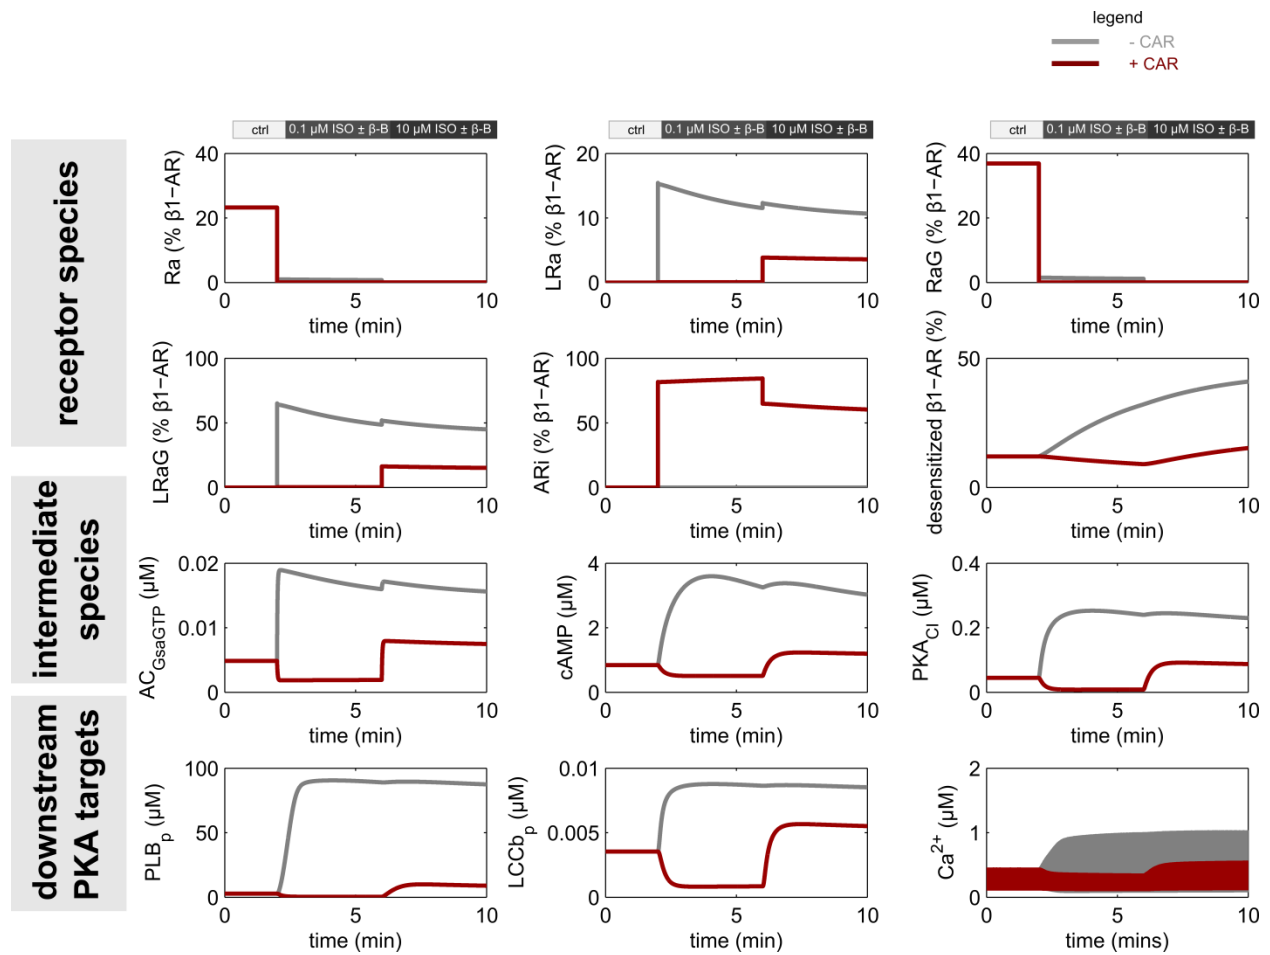 legend
- CAR
+ CAR
receptor species
intermediate species
downstream PKA targets
ctrl 0.1 µM ISO ± β-B 10 µM ISO ± β-B
ctrl 0.1 µM ISO ± β-B 10 µM ISO ± β-B
ctrl 0.1 µM ISO ± β-B 10 µM ISO ± β-B
Ra (% β1−AR)
40
20
0
0 5 10
time (min)
LRa (% β1−AR)
20
10
0
0 5 10
time (min)
RaG (% β1−AR)
40
20
0
0 5 10
time (min)
LRaG (% β1−AR)
100
50
0
0 5 10
time (min)
ARi (% β1−AR)
100
50
0
0 5 10
time (min)
desensitized β1−AR (%)
50
0
0 5 10
time (min)
AC_GsaGTP (µM)
0.02
0.01
0
0 5 10
time (min)
cAMP (µM)
4
2
0
0 5 10
time (min)
PKA_CI (µM)
0.4
0.2
0
0 5 10
time (min)
PLB_p (µM)
100
50
0
0 5 10
time (min)
LCCb_p (µM)
0.01
0.005
0
0 5 10
time (min)
Ca²⁺ (µM)
2
1
0
0 5 10
time (mins)